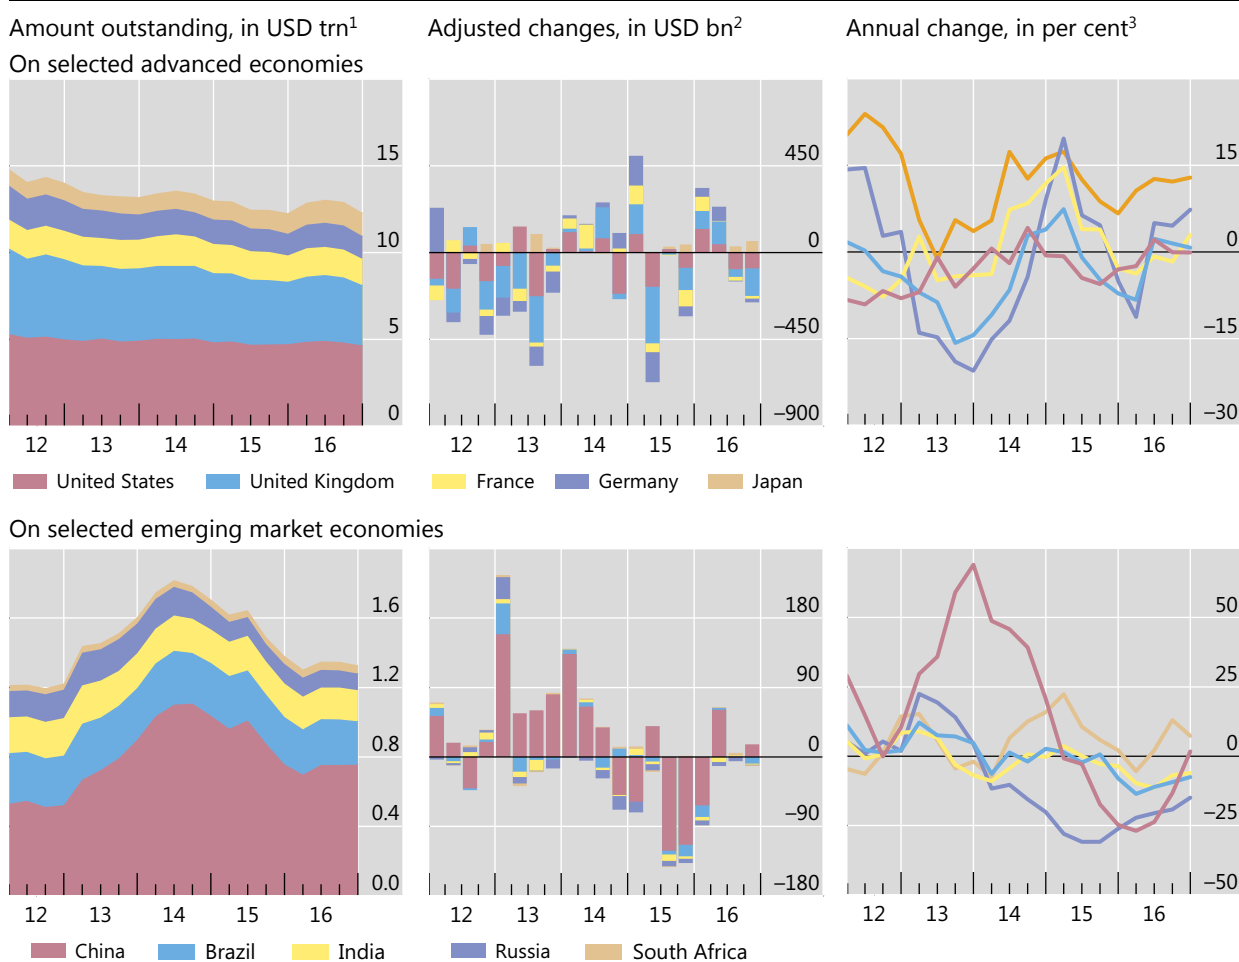 Amount outstanding, in USD trn1
Adjusted changes, in USD bn2
Annual change, in per cent3
On selected advanced economies
15
10
5
0
12 13 14 15 16
450
0
–450
–900
12 13 14 15 16
15
0
–15
–30
12 13 14 15 16
United States United Kingdom France Germany Japan
On selected emerging market economies
1.6
1.2
0.8
0.4
0.0
12 13 14 15 16
180
90
0
–90
–180
12 13 14 15 16
50
25
0
–25
–50
12 13 14 15 16
China Brazil India Russia South Africa